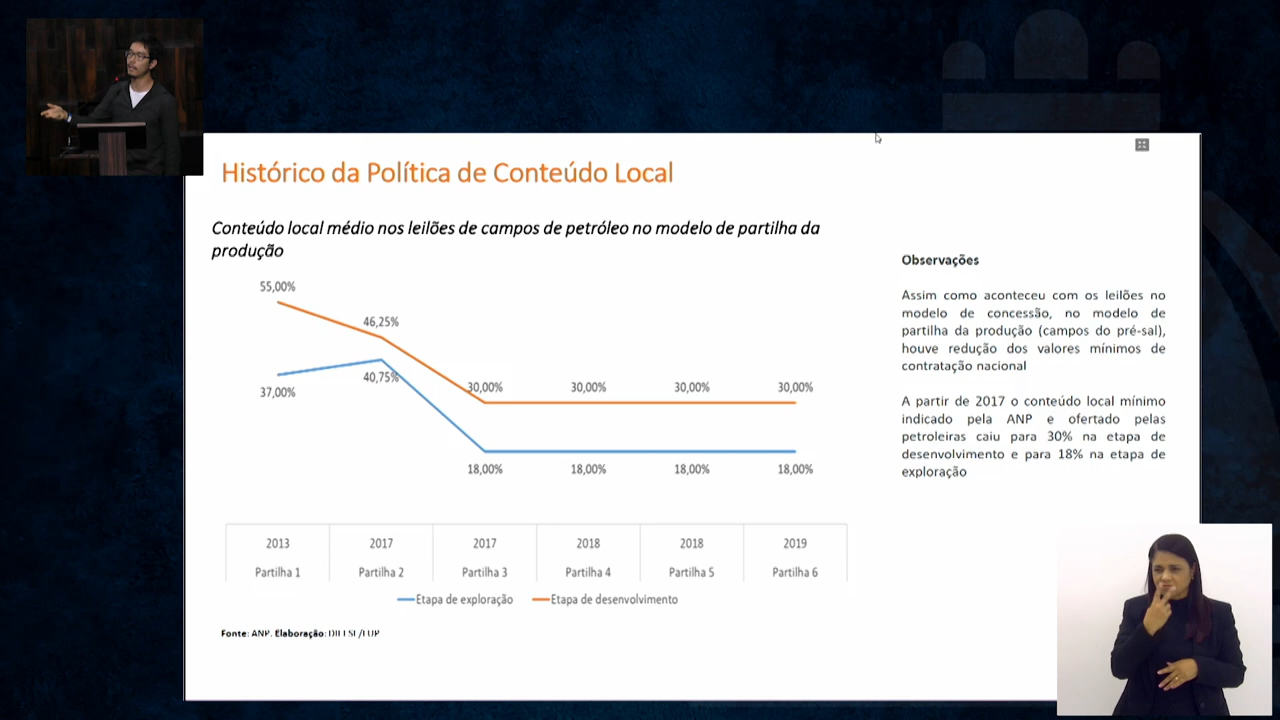 Histórico da Política de Conteúdo Local
Conteúdo local médio nos leilões de campos de petróleo no modelo de partilha da
produção
55,00%
46,25%
40,75%
37,00%
30,00% 30,00% 30,00% 30,00%
18,00% 18,00% 18,00% 18,00%
2013 2017 2017 2018 2018 2019
Partilha 1 Partilha 2 Partilha 3 Partilha 4 Partilha 5 Partilha 6
Etapa de exploração Etapa de desenvolvimento
Fonte: ANP. Elaboração:
Observações
Assim como aconteceu com os leilões no
modelo de concessão, no modelo de
partilha da produção (campos do pré-sal),
houve redução dos valores mínimos de
contratação nacional
A partir de 2017 o conteúdo local mínimo
indicado pela ANP e ofertado pelas
petroleiras caiu para 30% na etapa de
desenvolvimento e para 18% na etapa de
exploração